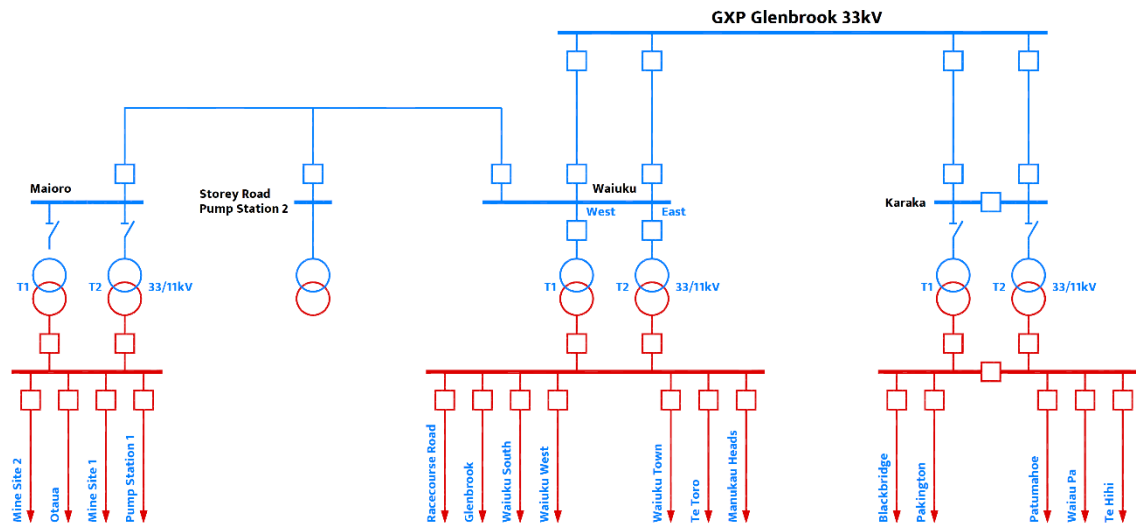 GXP Glenbrook 33kV
Maioro
Storey Road
Pump Station 2
Waiuku
West
East
Karaka
T1
T2
33/11kV
T1
T2
33/11kV
T1
T2
33/11kV
Mine Site 2
Otaua
Mine Site 1
Pump Station 1
Racecourse Road
Glenbrook
Waiuku South
Waiuku West
Waiuku Town
Te Toro
Manukau Heads
Blackbridge
Pakington
Patumahoe
Waiau Pa
Te Hihi